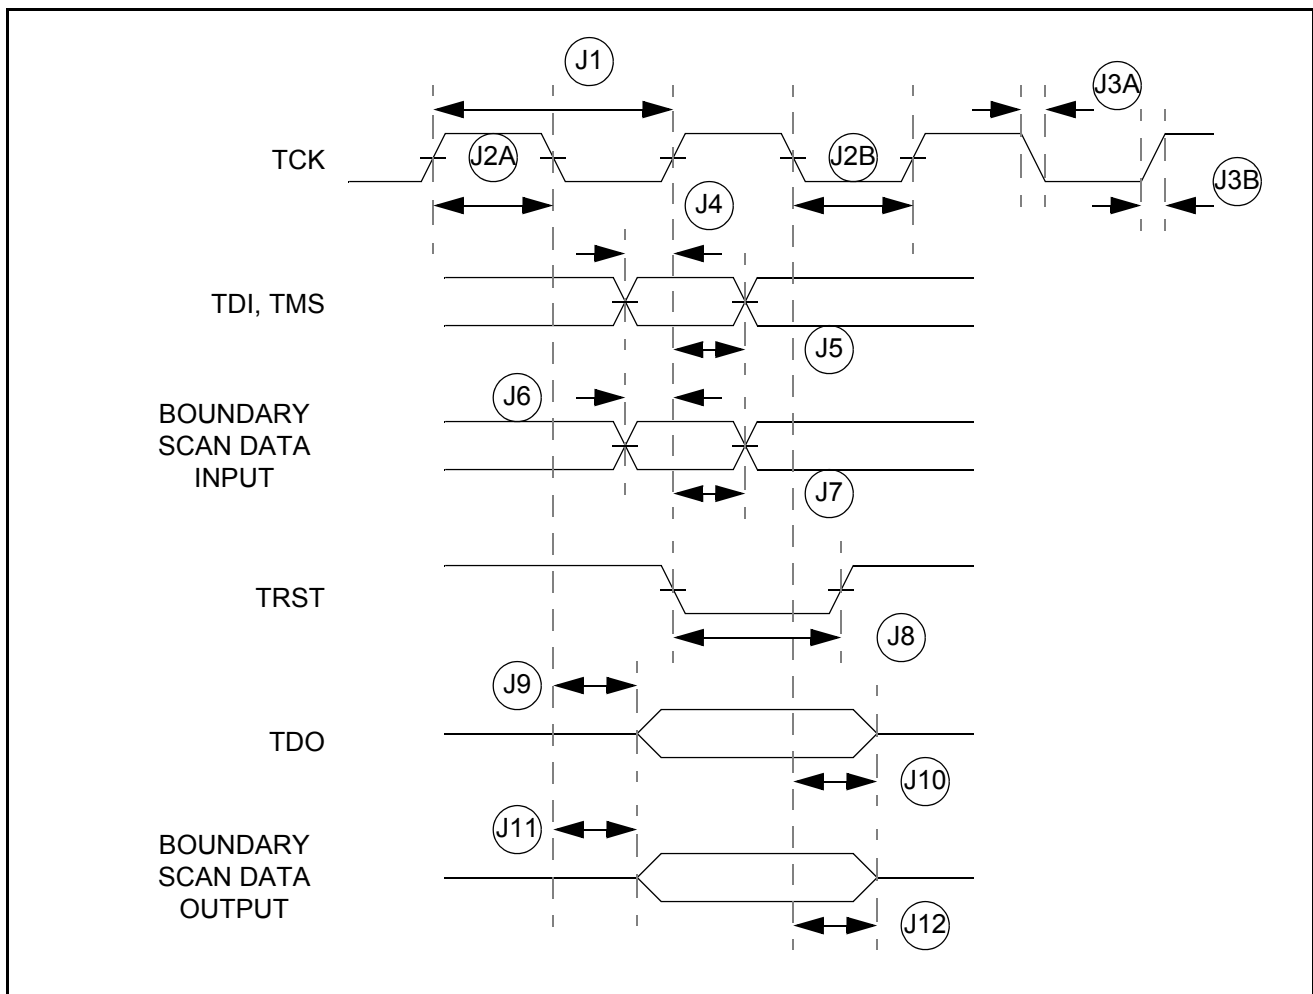 J1
J3A
TCK
J2A
J2B
J3B
J4
TDI, TMS
J5
J6
BOUNDARY
SCAN DATA
INPUT
J7
TRST
J8
J9
TDO
J10
J11
BOUNDARY
SCAN DATA
OUTPUT
J12